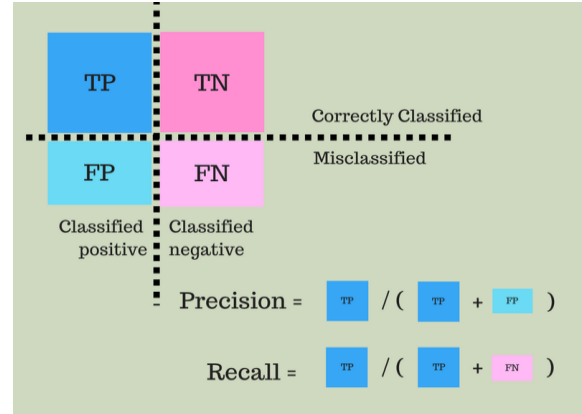 TP TN
Correctly Classified
Misclassified
FP FN
Classified positive
Classified negative
Precision = TP / ( TP + FP )
Recall = TP / ( TP + FN )